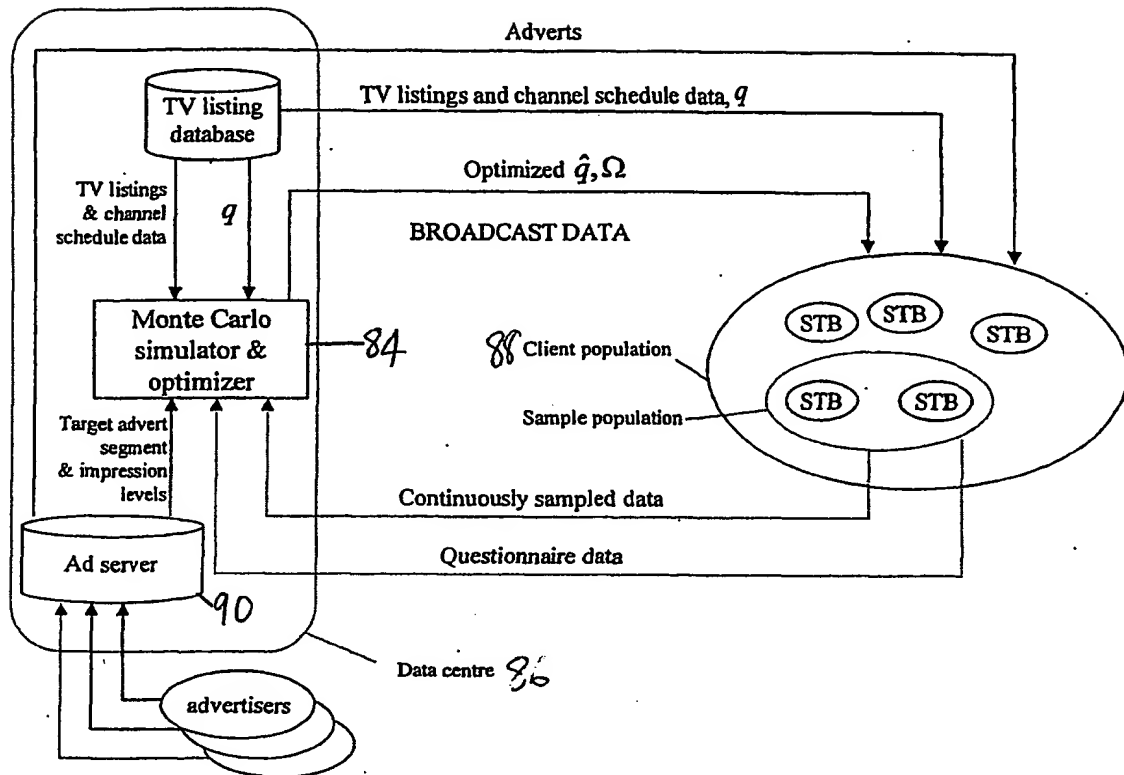 Adverts
TV listing
database
TV listings and channel schedule data, q
TV listings
& channel
schedule data
q
Optimized q̂, Ω
BROADCAST DATA
Monte Carlo
simulator &
optimizer
84
88 Client population
STB
STB
STB
Sample population
STB
STB
Target advert
segment
& impression
levels
Continuously sampled data
Questionnaire data
Ad server
90
Data centre 86
advertisers